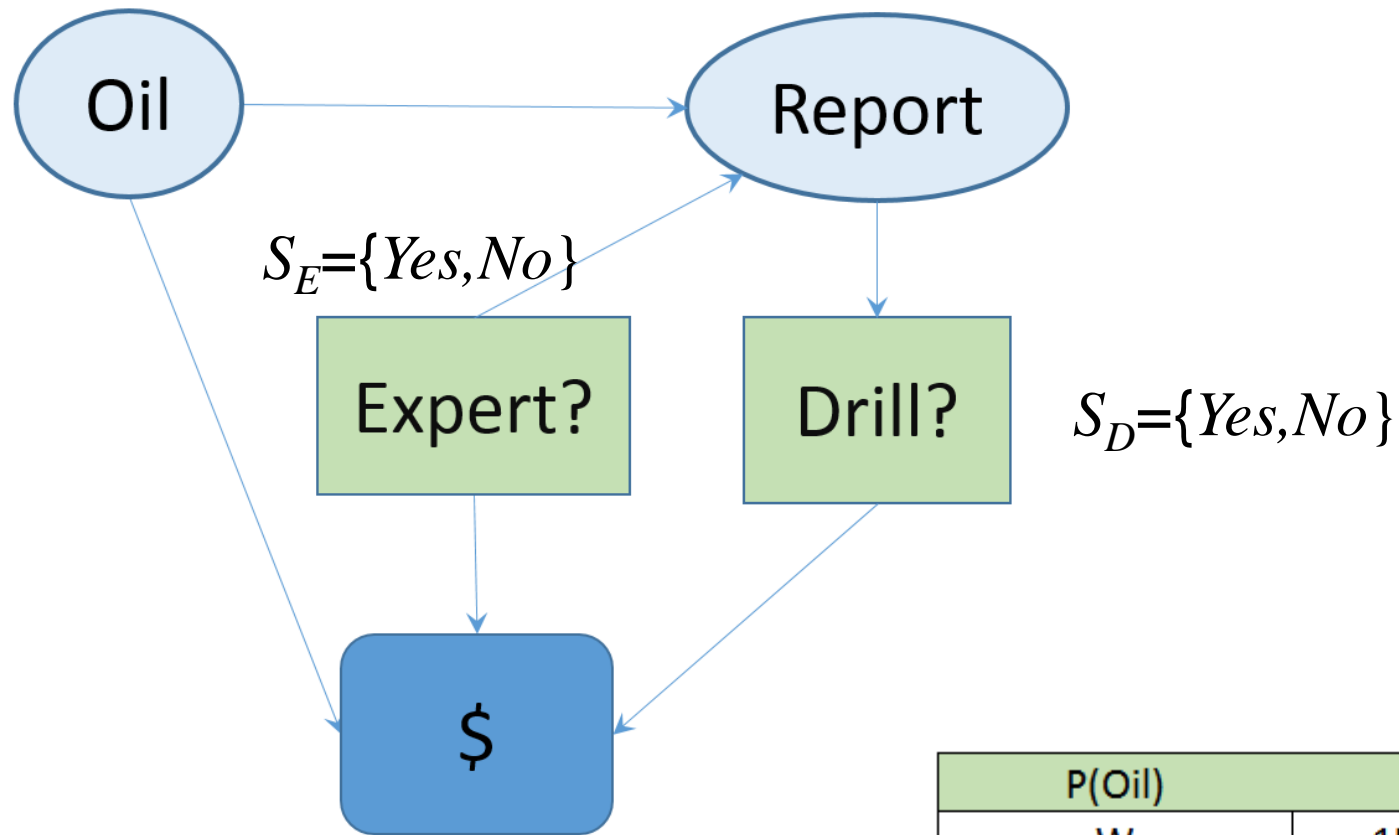 Oil
Report
S_E={Yes,No}
Expert?
Drill?
S_D={Yes,No}
$
P(Oil)